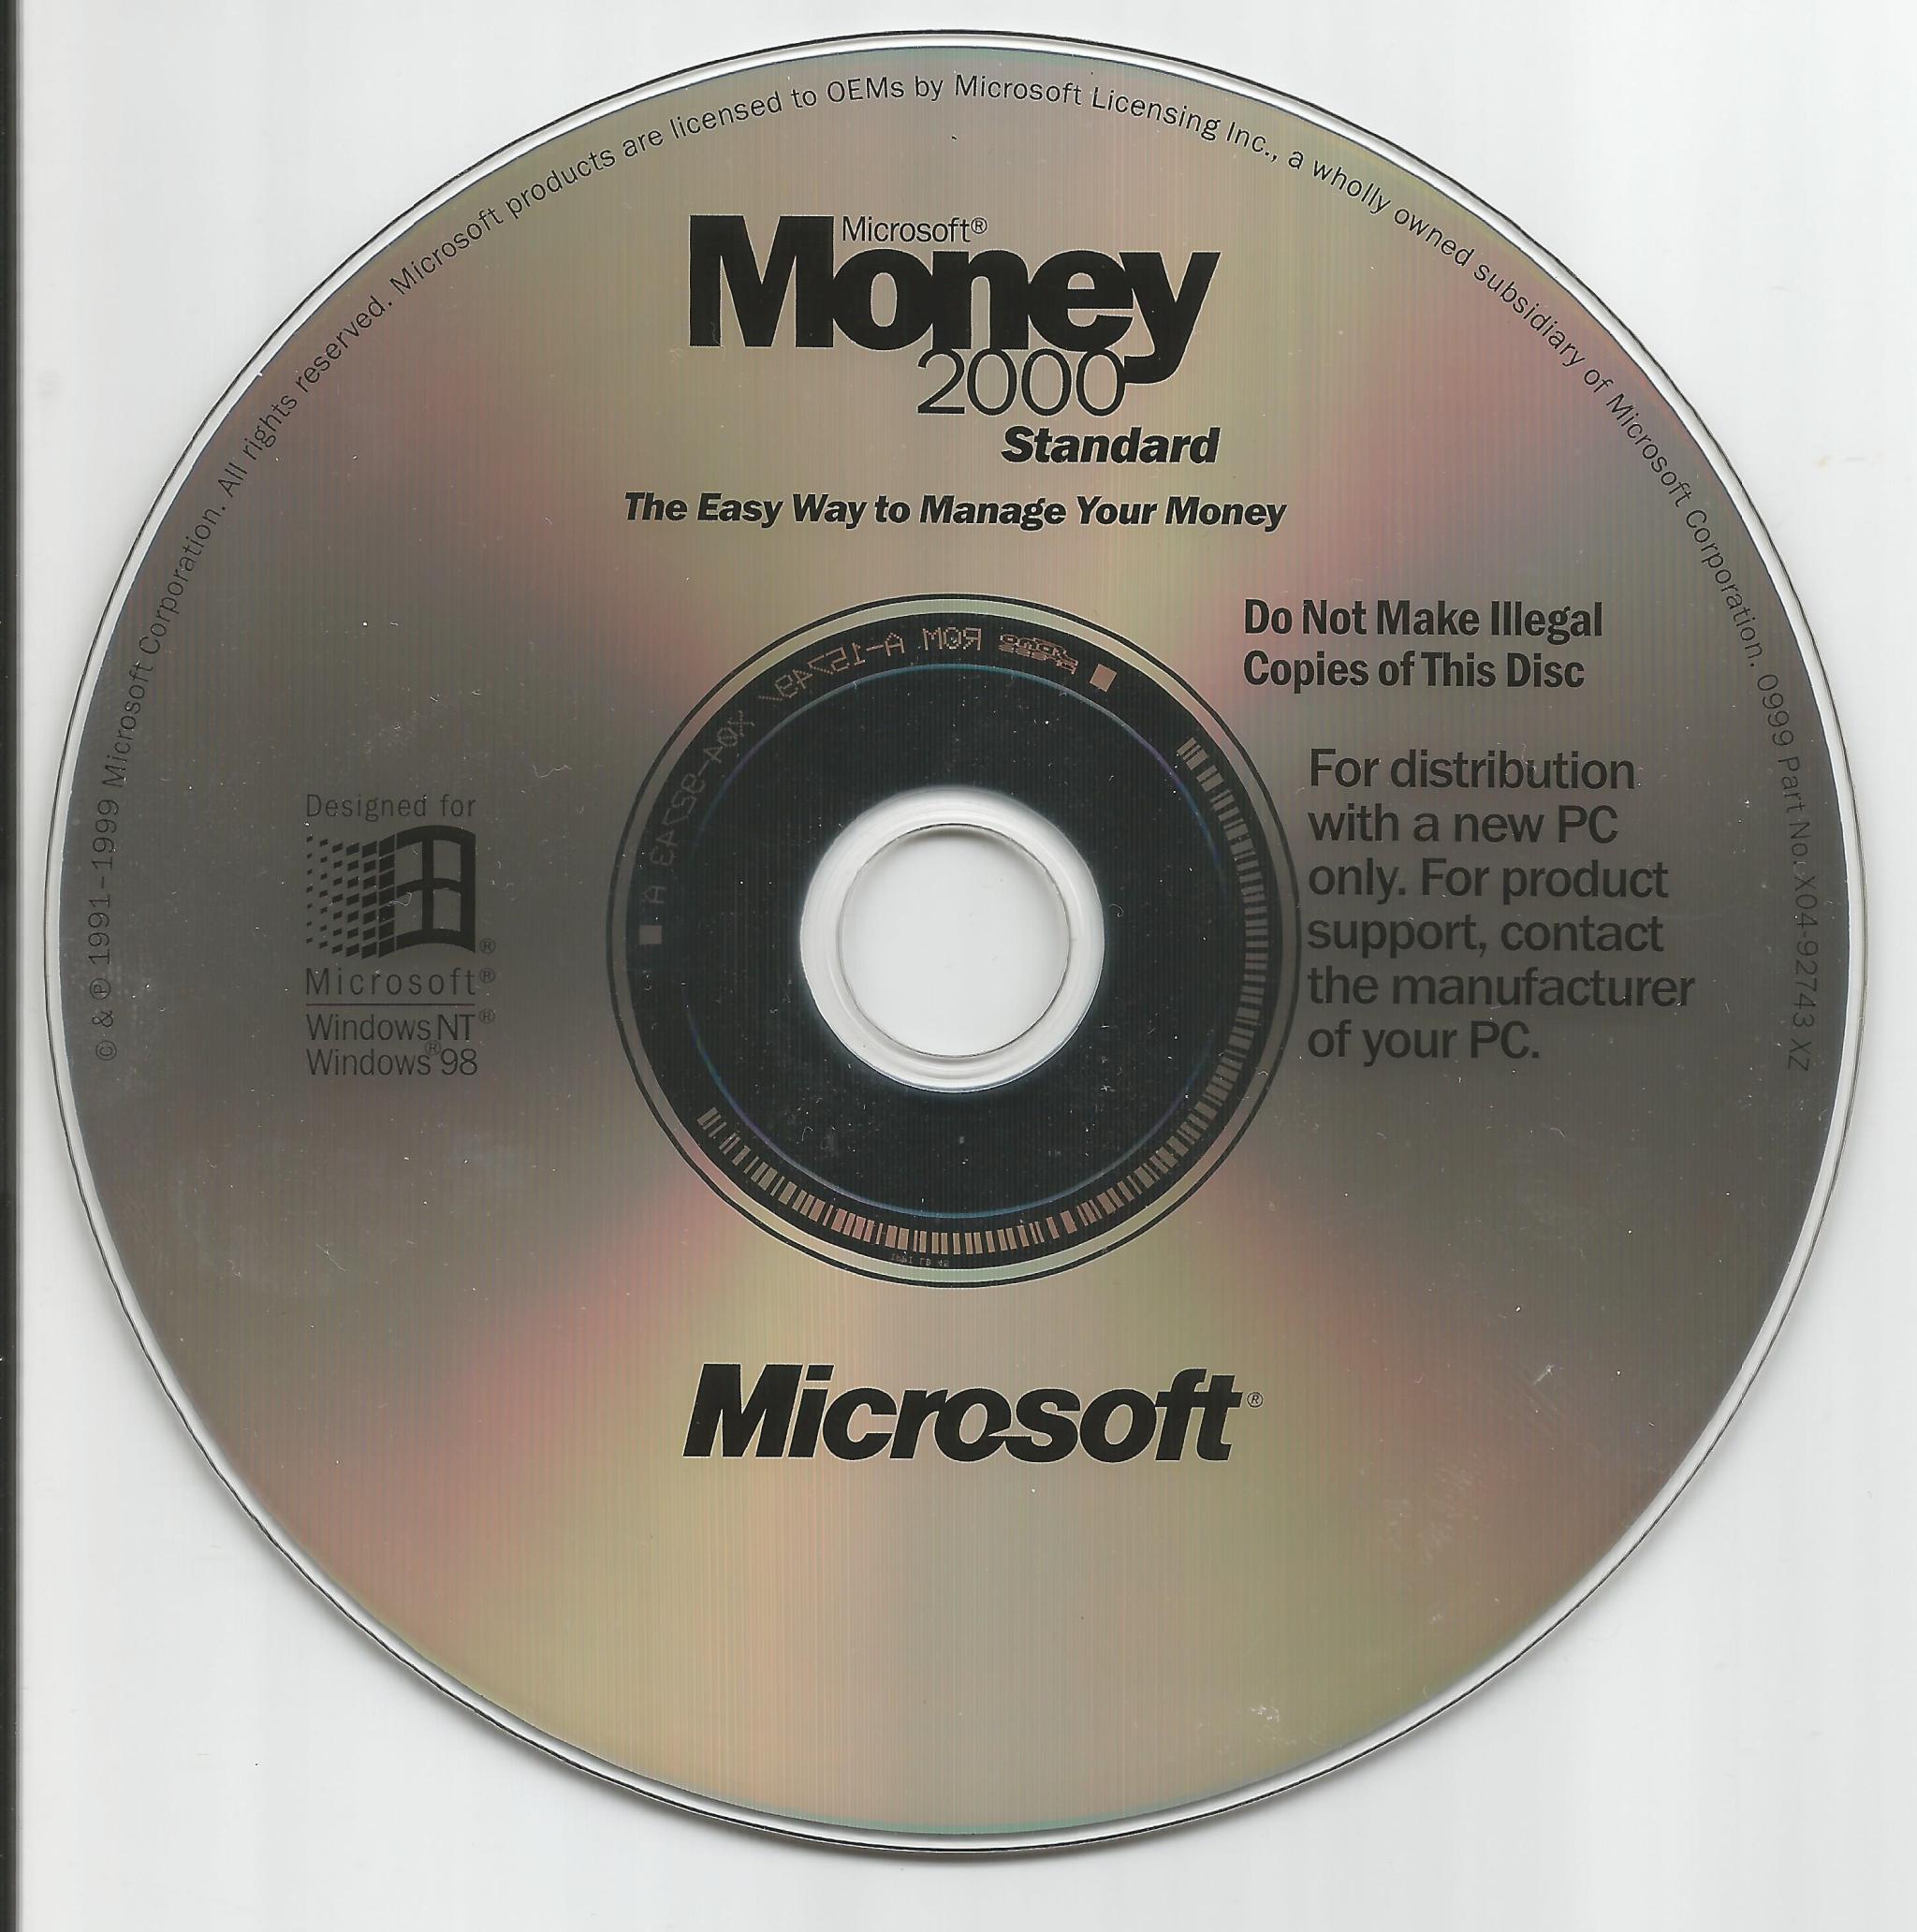 © & ℗ 1991–1999 Microsoft Corporation. All rights reserved. Microsoft products are licensed to OEMs by Microsoft Licensing Inc., a wholly owned subsidiary of Microsoft Corporation. 0999 Part No. X04-92743 XZ
Microsoft®
Money
2000
Standard
The Easy Way to Manage Your Money
Do Not Make Illegal
Copies of This Disc
For distribution
with a new PC
only. For product
support, contact
the manufacturer
of your PC.
Designed for
Microsoft®
Windows NT®
Windows®98
A E4756-40X
ROM
Microsoft®